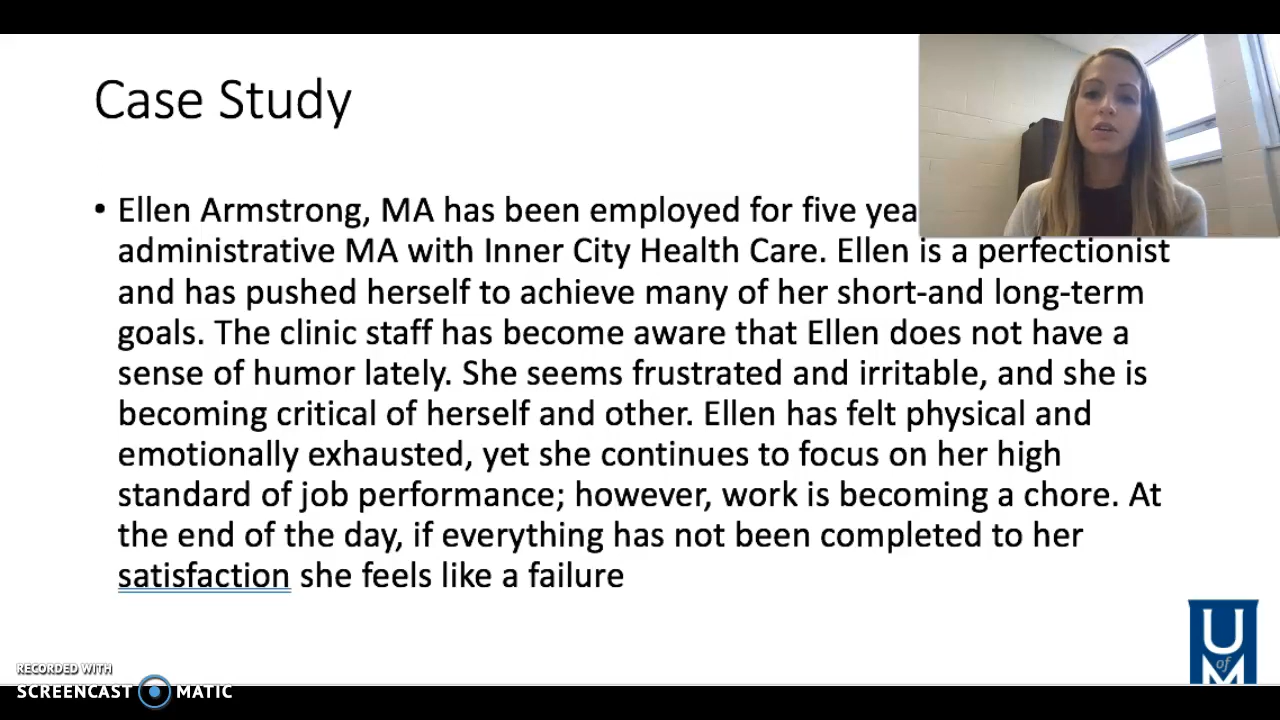 Case Study
• Ellen Armstrong, MA has been employed for five yea
administrative MA with Inner City Health Care. Ellen is a perfectionist
and has pushed herself to achieve many of her short-and long-term
goals. The clinic staff has become aware that Ellen does not have a
sense of humor lately. She seems frustrated and irritable, and she is
becoming critical of herself and other. Ellen has felt physical and
emotionally exhausted, yet she continues to focus on her high
standard of job performance; however, work is becoming a chore. At
the end of the day, if everything has not been completed to her
satisfaction she feels like a failure
U
of
M
RECORDED WITH
SCREENCAST MATIC